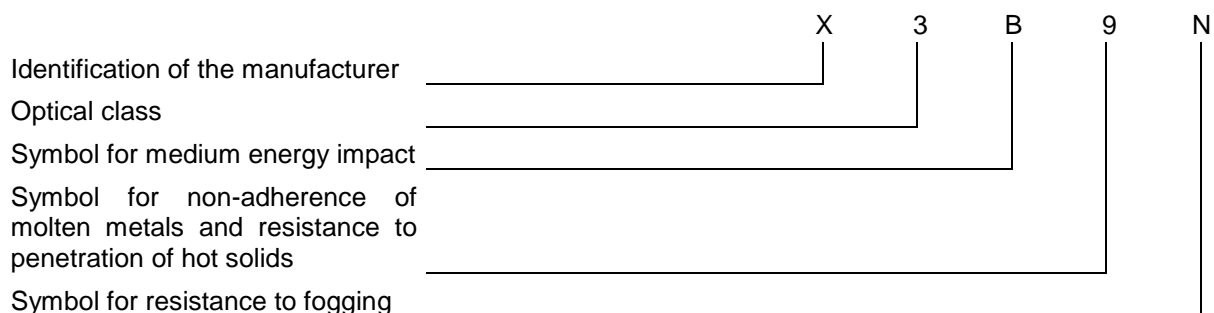 X 3 B 9 N
Identification of the manufacturer
Optical class
Symbol for medium energy impact
Symbol for non-adherence of
molten metals and resistance to
penetration of hot solids
Symbol for resistance to fogging